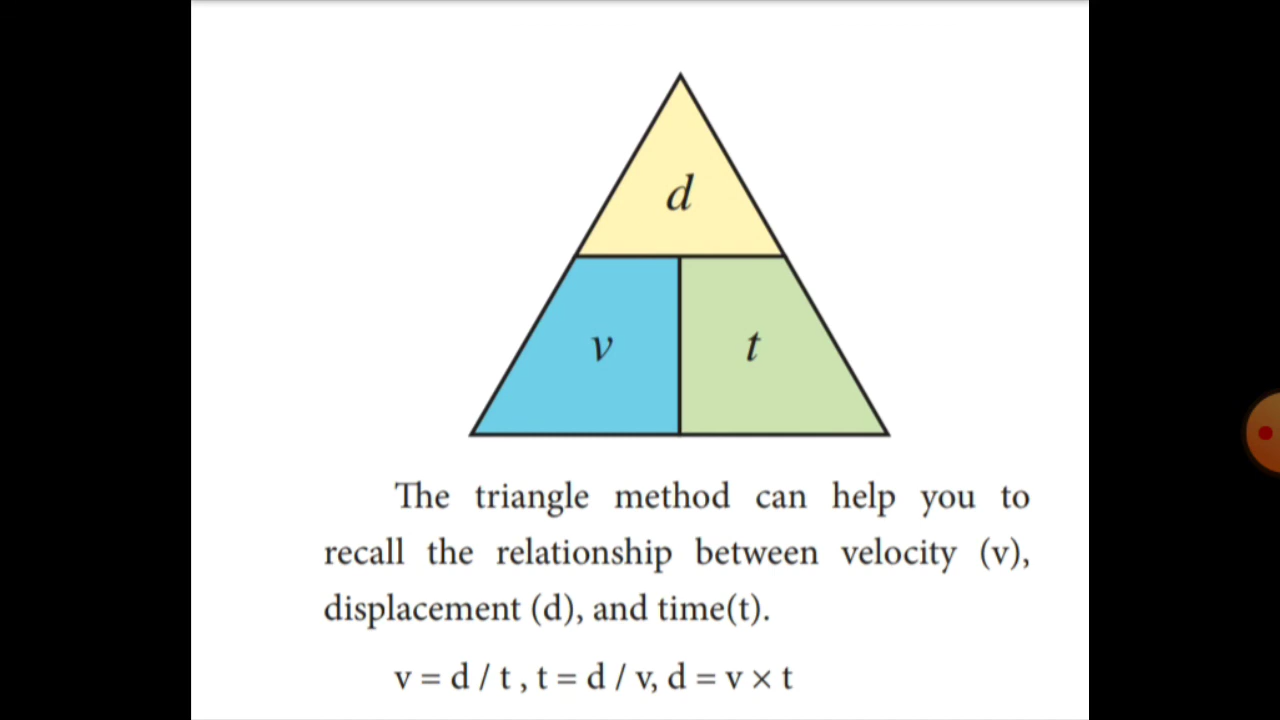 d
v t
The triangle method can help you to
recall the relationship between velocity (v),
displacement (d), and time(t).
v = d / t , t = d / v, d = v × t